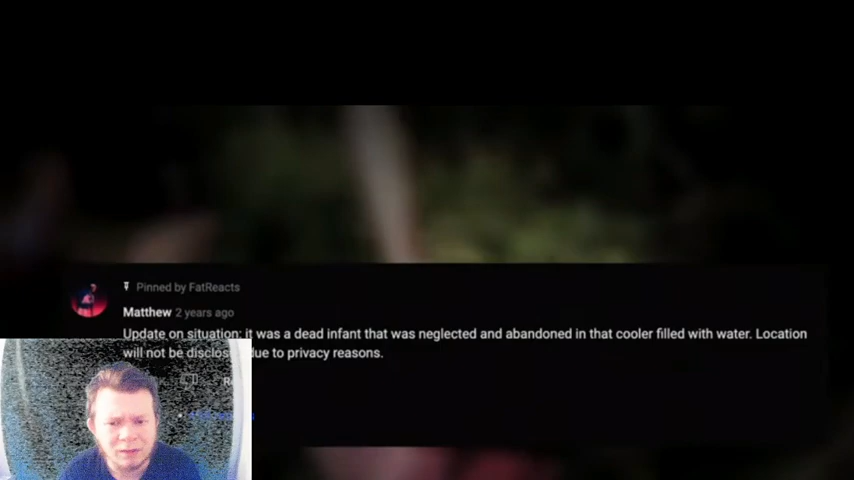 Pinned by FatReacts
Matthew 2 years ago
Update on situation: it was a dead infant that was neglected and abandoned in that cooler filled with water. Location
will not be due to privacy reasons.